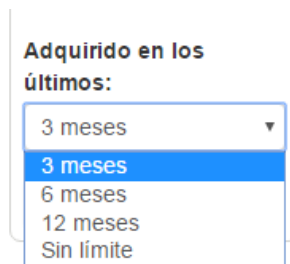 Adquirido en los
últimos:
3 meses
3 meses
6 meses
12 meses
Sin límite